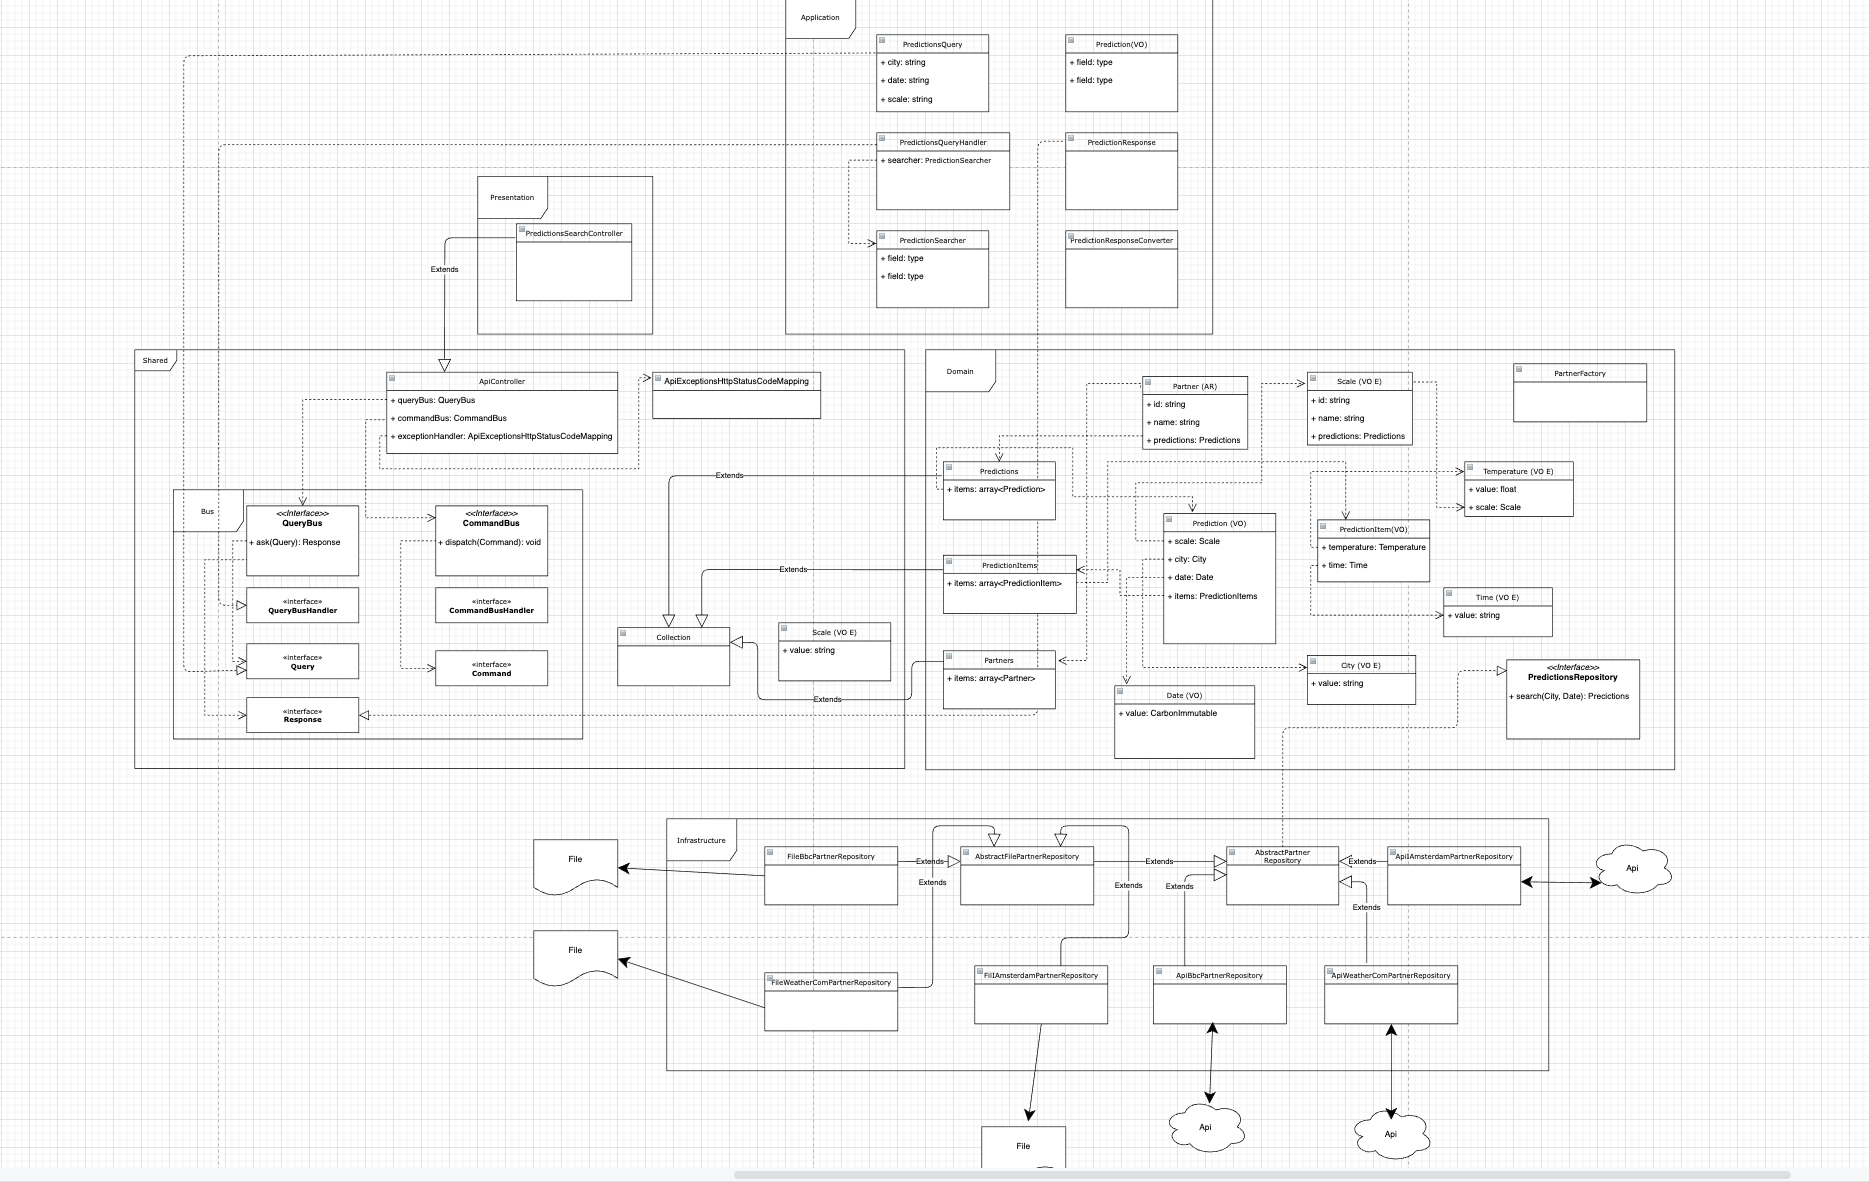 Application
PredictionsQuery
+ city: string
+ date: string
+ scale: string
Prediction(VO)
+ field: type
+ field: type
PredictionsQueryHandler
+ searcher: PredictionSearcher
PredictionResponse
PredictionSearcher
+ field: type
+ field: type
PredictionResponseConverter
Presentation
PredictionsSearchController
Extends
Shared
ApiController
+ queryBus: QueryBus
+ commandBus: CommandBus
+ exceptionHandler: ApiExceptionsHttpStatusCodeMapping
ApiExceptionsHttpStatusCodeMapping
Bus
<<Interface>>
QueryBus
+ ask(Query): Response
<<Interface>>
CommandBus
+ dispatch(Command): void
«interface»
QueryBusHandler
«interface»
CommandBusHandler
«interface»
Query
«interface»
Command
«interface»
Response
Extends
Extends
Collection
Scale (VO E)
+ value: string
Extends
Domain
Partner (AR)
+ id: string
+ name: string
+ predictions: Predictions
Scale (VO E)
+ id: string
+ name: string
+ predictions: Predictions
PartnerFactory
Predictions
+ items: array<Prediction>
Temperature (VO E)
+ value: float
+ scale: Scale
Prediction (VO)
+ scale: Scale
+ city: City
+ date: Date
+ items: PredictionItems
PredictionItem(VO)
+ temperature: Temperature
+ time: Time
PredictionItems
+ items: array<PredictionItem>
Time (VO E)
+ value: string
Partners
+ items: array<Partner>
City (VO E)
+ value: string
Date (VO)
+ value: CarbonImmutable
<<Interface>>
PredictionsRepository
+ search(City, Date): Precictions
Infrastructure
File
FileBbcPartnerRepository
Extends
AbstractFilePartnerRepository
Extends
AbstractPartner
Repository
Extends
ApiIAmsterdamPartnerRepository
Api
Extends
Extends
Extends
Extends
File
FileWeatherComPartnerRepository
FilIAmsterdamPartnerRepository
ApiBbcPartnerRepository
ApiWeatherComPartnerRepository
File
Api
Api